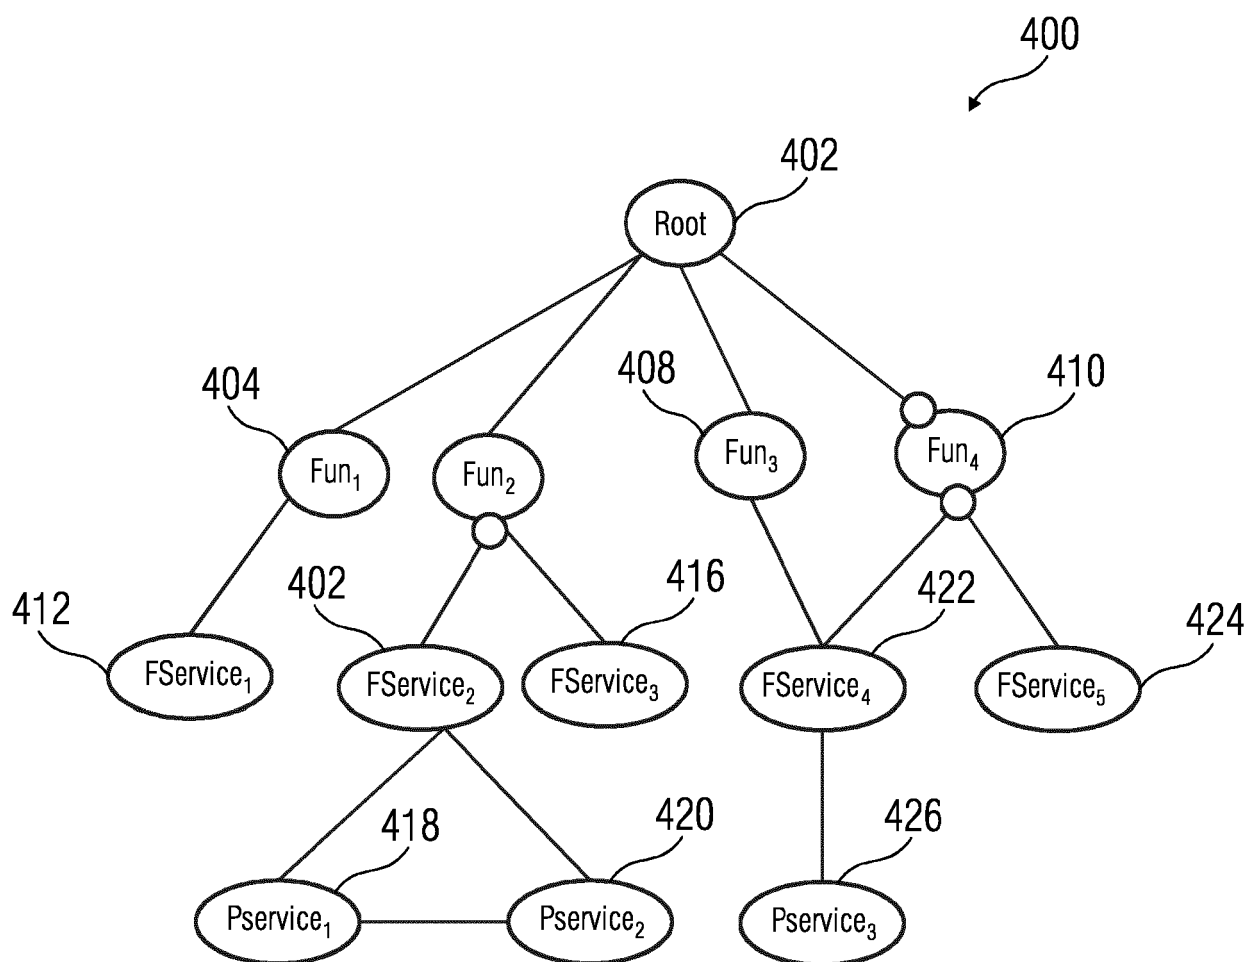 400
402
Root
404
408
410
Fun₁
Fun₂
Fun₃
Fun₄
412
402
416
422
424
FService₁
FService₂
FService₃
FService₄
FService₅
418
420
426
Pservice₁
Pservice₂
Pservice₃